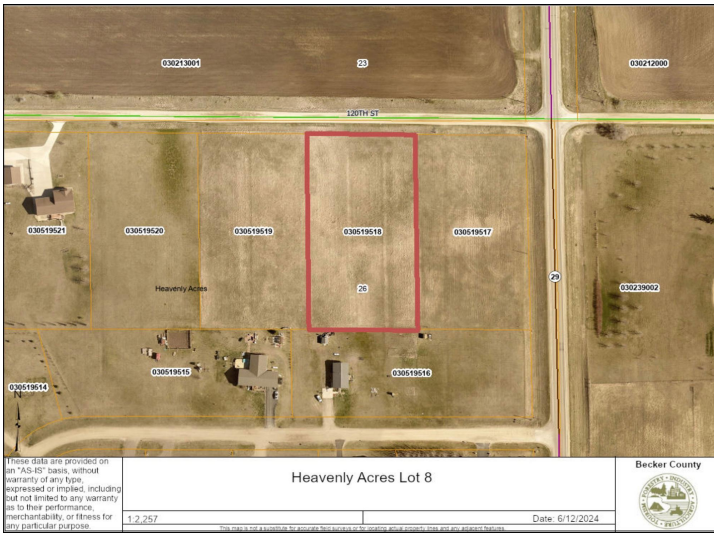 030213001
23
030212000
120TH ST
030519521
030519520
030519519
030519518
030519517
29
030239002
Heavenly Acres
26
030519514
030519515
030519516
N
These data are provided on
an "AS-IS" basis, without
warranty of any type,
expressed or implied, including
but not limited to any warranty
as to their performance,
merchantability, or fitness for
any particular purpose.
Heavenly Acres Lot 8
1:2,257
Date: 6/12/2024
This map is not a substitute for accurate field surveys or for locating actual property lines and any adjacent features.
Becker County
FORESTRY • INDUSTRY • AGRICULTURE • TOURISM